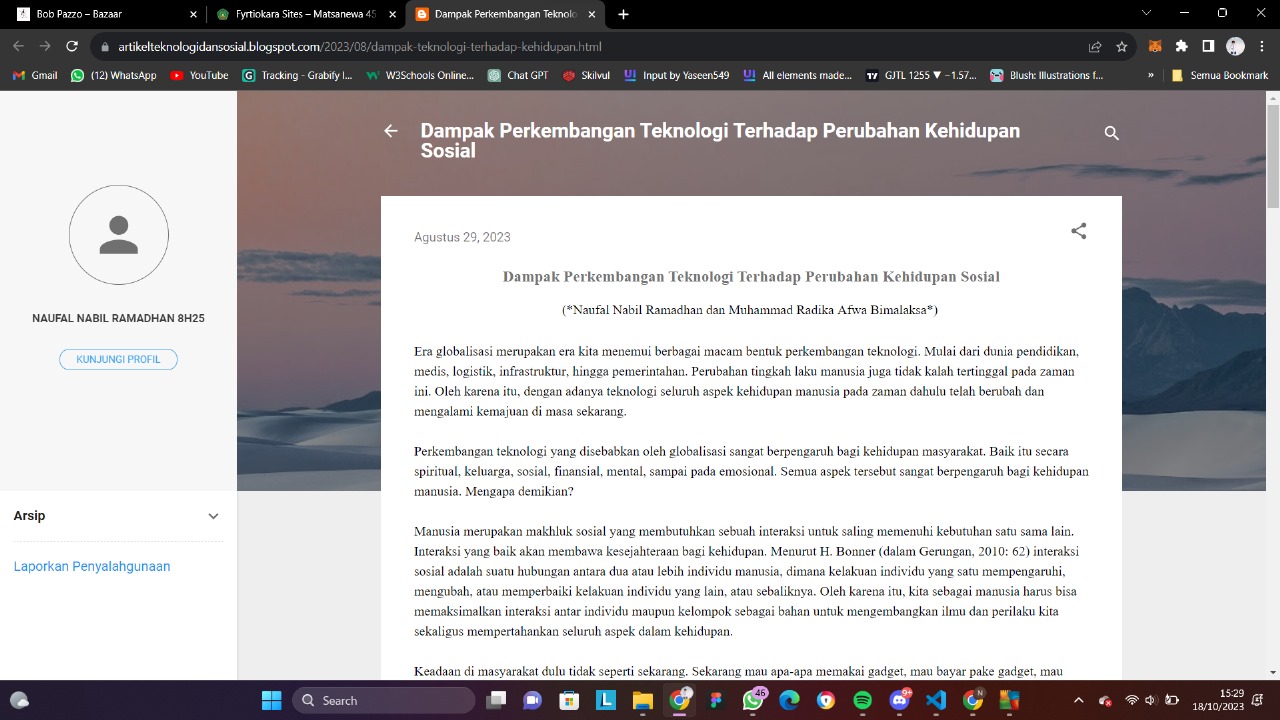 Bob Pazzo – Bazaar
Fyrtiokara Sites – Matsanewa 45
Dampak Perkembangan Teknolo
artikelteknologidansosial.blogspot.com/2023/08/dampak-teknologi-terhadap-kehidupan.html
Gmail
(12) WhatsApp
YouTube
Tracking - Grabify I...
W3Schools Online...
Chat GPT
Skilvul
Input by Yaseen549
All elements made...
GJTL 1255 ▼ −1.57...
Blush: Illustrations f...
»
Semua Bookmark
Dampak Perkembangan Teknologi Terhadap Perubahan Kehidupan
Sosial
NAUFAL NABIL RAMADHAN 8H25
KUNJUNGI PROFIL
Arsip
Laporkan Penyalahgunaan
Agustus 29, 2023
Dampak Perkembangan Teknologi Terhadap Perubahan Kehidupan Sosial
(*Naufal Nabil Ramadhan dan Muhammad Radika Afwa Bimalaksa*)
Era globalisasi merupakan era kita menemui berbagai macam bentuk perkembangan teknologi. Mulai dari dunia pendidikan,
medis, logistik, infrastruktur, hingga pemerintahan. Perubahan tingkah laku manusia juga tidak kalah tertinggal pada zaman
ini. Oleh karena itu, dengan adanya teknologi seluruh aspek kehidupan manusia pada zaman dahulu telah berubah dan
mengalami kemajuan di masa sekarang.
Perkembangan teknologi yang disebabkan oleh globalisasi sangat berpengaruh bagi kehidupan masyarakat. Baik itu secara
spiritual, keluarga, sosial, finansial, mental, sampai pada emosional. Semua aspek tersebut sangat berpengaruh bagi kehidupan
manusia. Mengapa demikian?
Manusia merupakan makhluk sosial yang membutuhkan sebuah interaksi untuk saling memenuhi kebutuhan satu sama lain.
Interaksi yang baik akan membawa kesejahteraan bagi kehidupan. Menurut H. Bonner (dalam Gerungan, 2010: 62) interaksi
sosial adalah suatu hubungan antara dua atau lebih individu manusia, dimana kelakuan individu yang satu mempengaruhi,
mengubah, atau memperbaiki kelakuan individu yang lain, atau sebaliknya. Oleh karena itu, kita sebagai manusia harus bisa
memaksimalkan interaksi antar individu maupun kelompok sebagai bahan untuk mengembangkan ilmu dan perilaku kita
sekaligus mempertahankan seluruh aspek dalam kehidupan.
Keadaan di masyarakat dulu tidak seperti sekarang. Sekarang mau apa-apa memakai gadget, mau bayar pake gadget, mau
Search
46
9+
15:29
18/10/2023